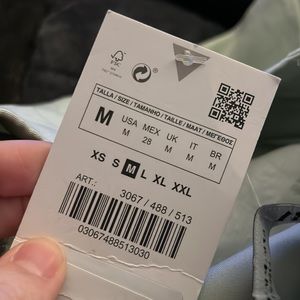 FSC
TALLA / SIZE / TAMANHO / TAILLE / MAAT / ΜΕΓΕΘΟΣ
M USA MEX UK IT BR
M 28 M M M
XS S M L XL XXL
ART.: 3067 / 488 / 513
03067488513030